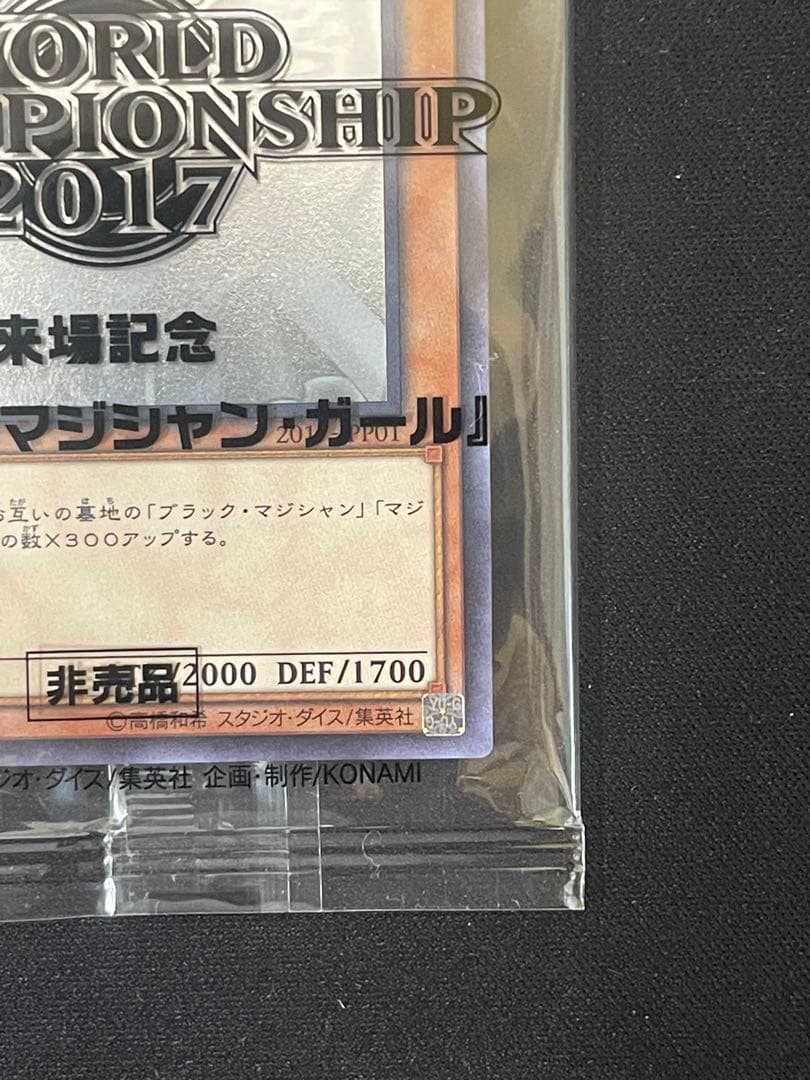 WORLD
PIONSHIP
2017
来場記念
マジシャン・ガール』
お互いの墓地の「ブラック・マジシャン」「マジ
の数×300アップする。
/2000 DEF/1700
非売品
©高橋和希 スタジオ・ダイス/集英社
ジオ・ダイス/集英社 企画・制作/KONAMI